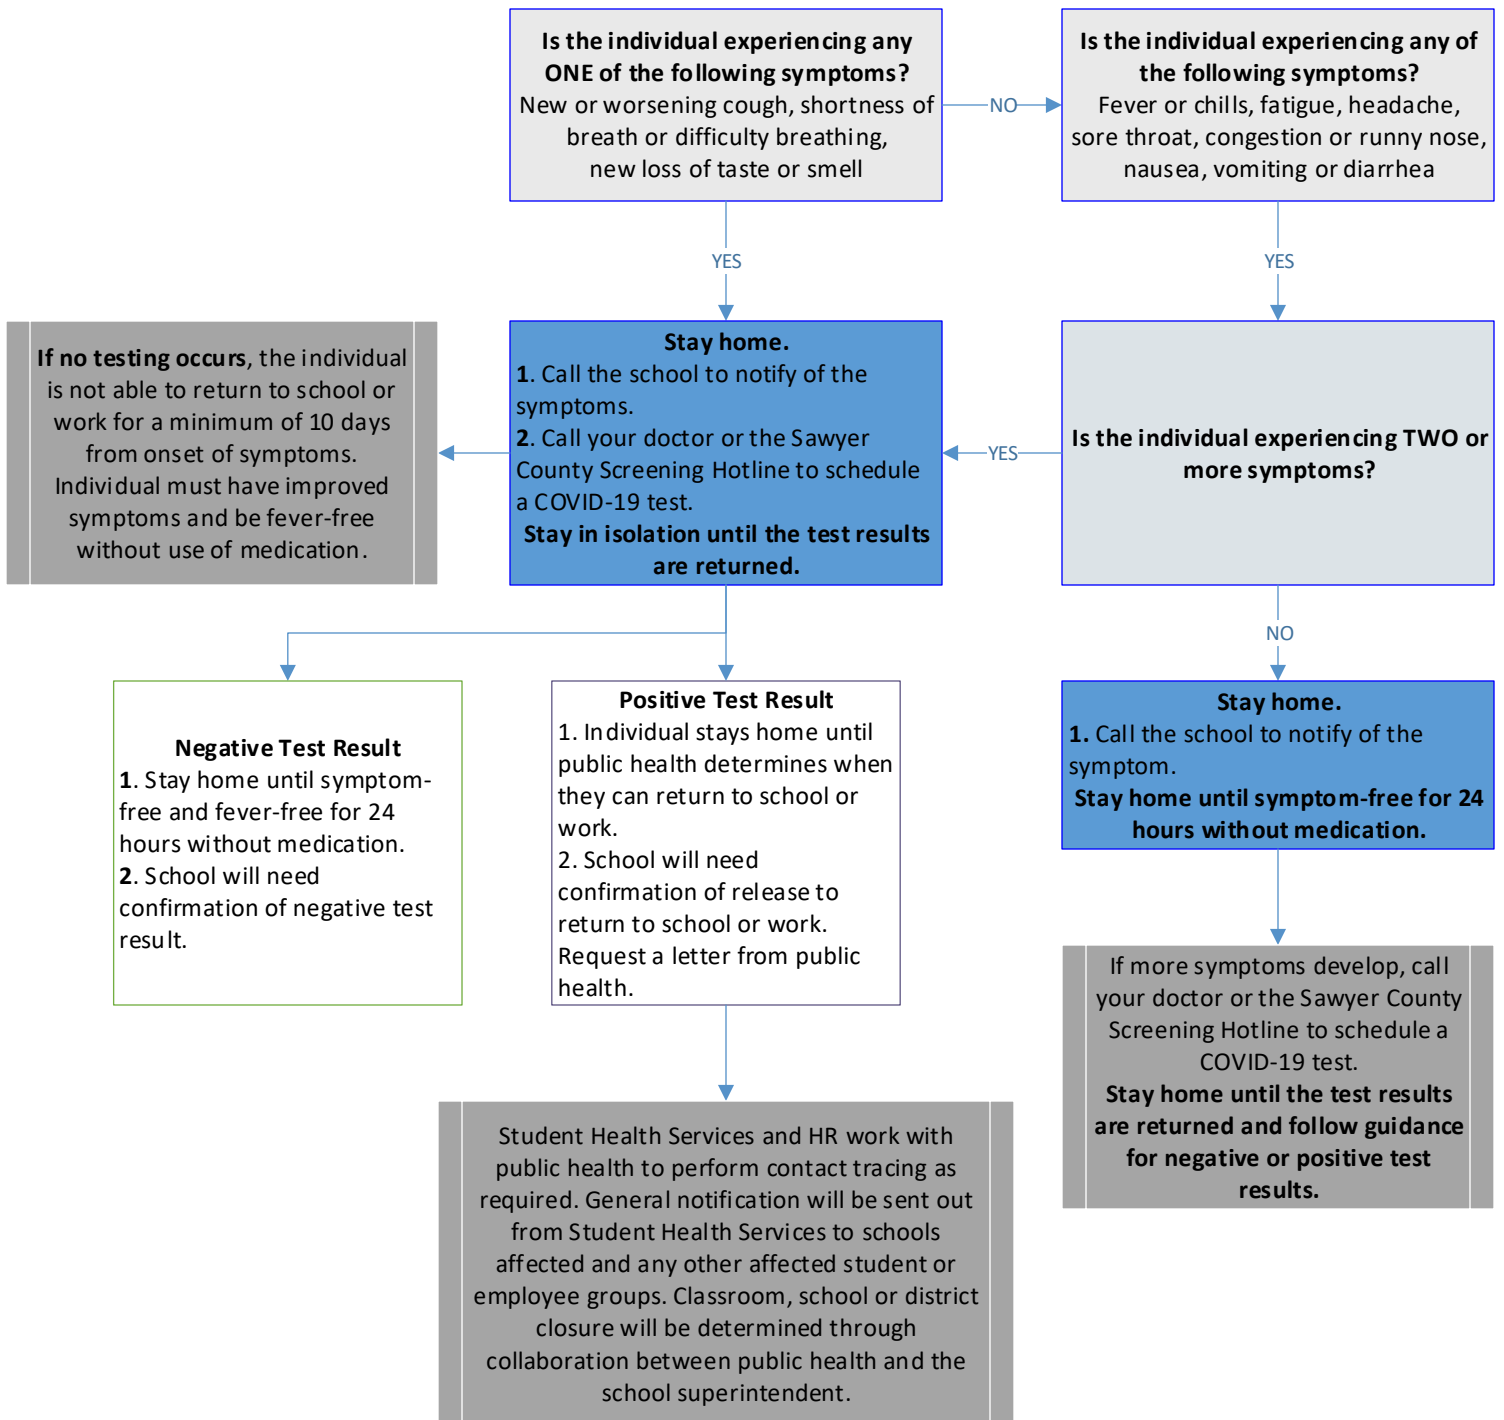 Is the individual experiencing any
ONE of the following symptoms?
New or worsening cough, shortness of
breath or difficulty breathing,
new loss of taste or smell
NO
Is the individual experiencing any of
the following symptoms?
Fever or chills, fatigue, headache,
sore throat, congestion or runny nose,
nausea, vomiting or diarrhea
YES
YES
If no testing occurs, the individual
is not able to return to school or
work for a minimum of 10 days
from onset of symptoms.
Individual must have improved
symptoms and be fever-free
without use of medication.
Stay home.
1. Call the school to notify of the
symptoms.
2. Call your doctor or the Sawyer
County Screening Hotline to schedule
a COVID-19 test.
Stay in isolation until the test results
are returned.
YES
Is the individual experiencing TWO or
more symptoms?
NO
Negative Test Result
1. Stay home until symptom-
free and fever-free for 24
hours without medication.
2. School will need
confirmation of negative test
result.
Positive Test Result
1. Individual stays home until
public health determines when
they can return to school or
work.
2. School will need
confirmation of release to
return to school or work.
Request a letter from public
health.
Stay home.
1. Call the school to notify of the
symptom.
Stay home until symptom-free for 24
hours without medication.
If more symptoms develop, call
your doctor or the Sawyer County
Screening Hotline to schedule a
COVID-19 test.
Stay home until the test results
are returned and follow guidance
for negative or positive test
results.
Student Health Services and HR work with
public health to perform contact tracing as
required. General notification will be sent out
from Student Health Services to schools
affected and any other affected student or
employee groups. Classroom, school or district
closure will be determined through
collaboration between public health and the
school superintendent.